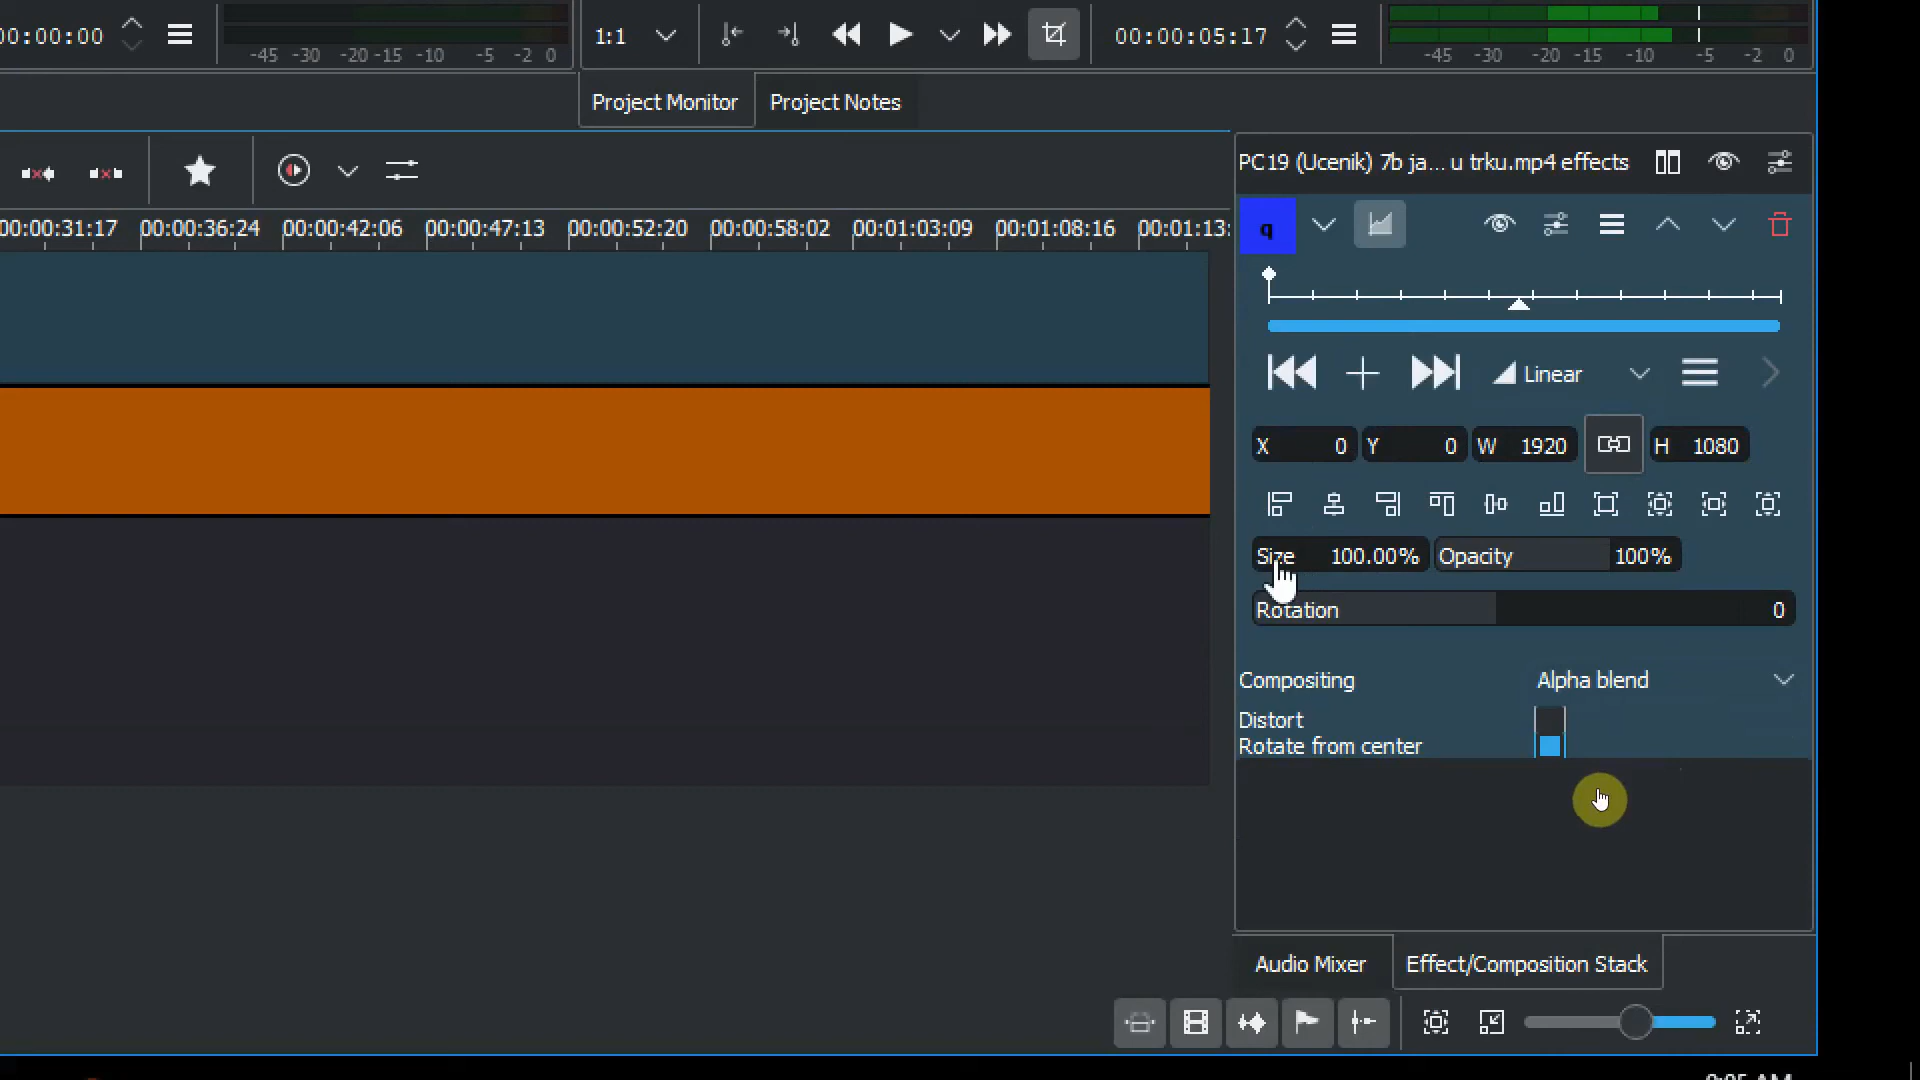 00:00:00
-45 -30 -20 -15 -10 -5 -2 0
1:1
00:00:05:17
-45 -30 -20 -15 -10 -5 -2 0
Project Monitor
Project Notes
PC19 (Ucenik) 7b ja... u trku.mp4 effects
00:00:31:17 00:00:36:24 00:00:42:06 00:00:47:13 00:00:52:20 00:00:58:02 00:01:03:09 00:01:08:16 00:01:13:
q
Linear
X 0 Y 0 W 1920 H 1080
Size 100.00% Opacity 100%
Rotation 0
Compositing Alpha blend
Distort
Rotate from center
Audio Mixer
Effect/Composition Stack